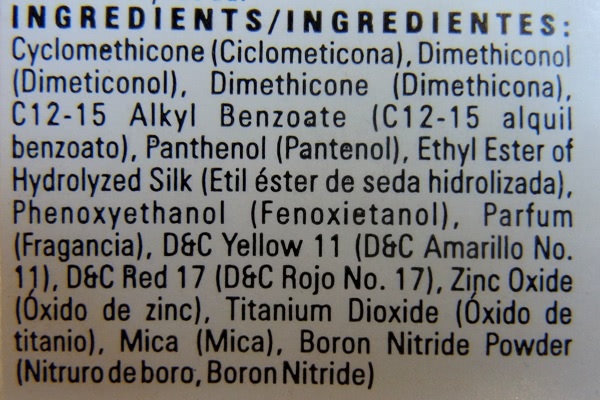 INGREDIENTS/INGREDIENTES:
Cyclomethicone (Ciclometicona), Dimethiconol
(Dimeticonol), Dimethicone (Dimethicona),
C12-15 Alkyl Benzoate (C12-15 alquil
benzoato), Panthenol (Pantenol), Ethyl Ester of
Hydrolyzed Silk (Etil éster de seda hidrolizada),
Phenoxyethanol (Fenoxietanol), Parfum
(Fragancia), D&C Yellow 11 (D&C Amarillo No.
11), D&C Red 17 (D&C Rojo No. 17), Zinc Oxide
(Óxido de zinc), Titanium Dioxide (Óxido de
titanio), Mica (Mica), Boron Nitride Powder
(Nitruro de boro, Boron Nitride)